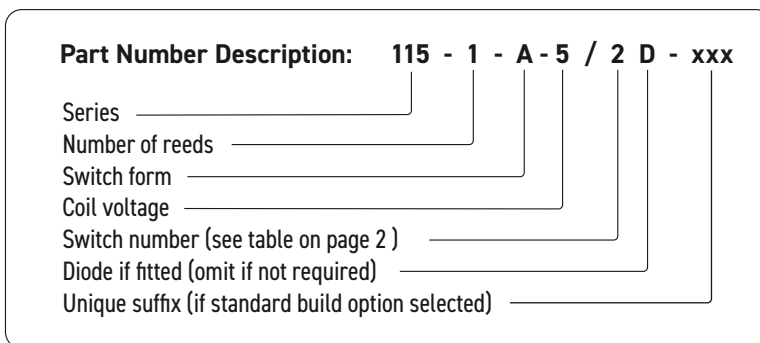 Part Number Description: 115 - 1 - A - 5 / 2 D - xxx
Series
Number of reeds
Switch form
Coil voltage
Switch number (see table on page 2 )
Diode if fitted (omit if not required)
Unique suffix (if standard build option selected)